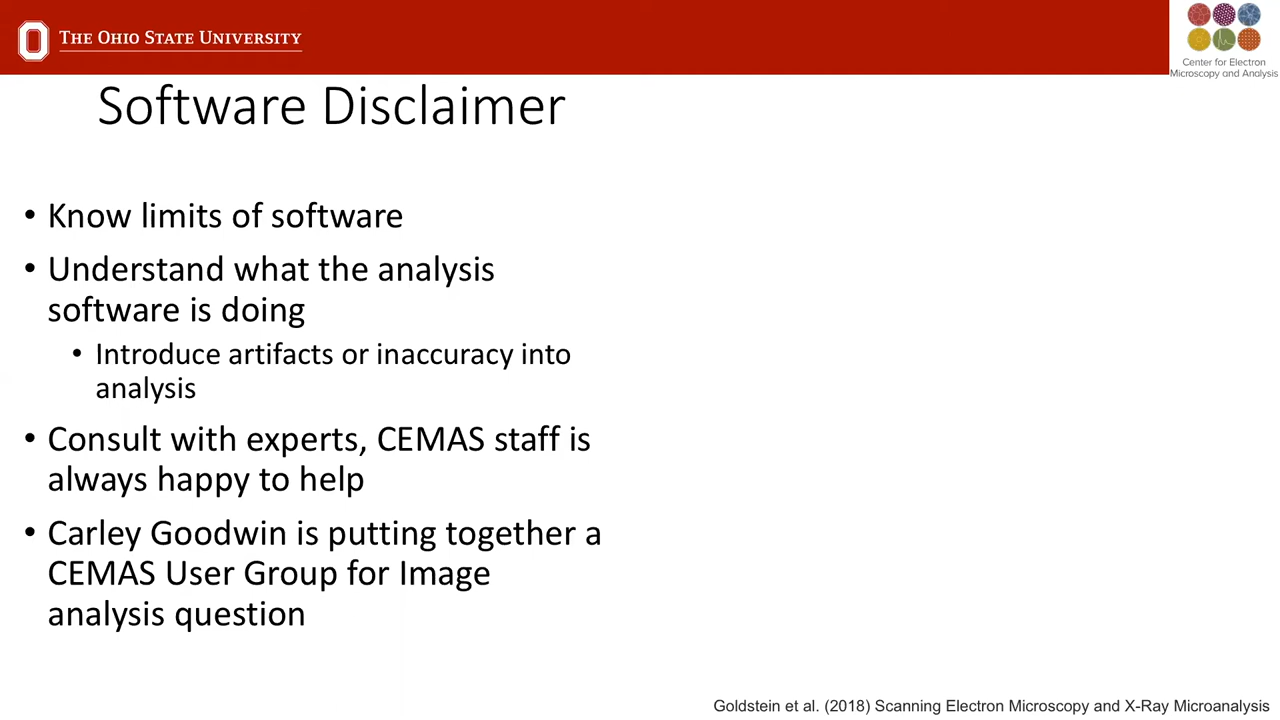 THE OHIO STATE UNIVERSITY
Center for Electron
Microscopy and Analysis
Software Disclaimer
• Know limits of software
• Understand what the analysis
software is doing
• Introduce artifacts or inaccuracy into
analysis
• Consult with experts, CEMAS staff is
always happy to help
• Carley Goodwin is putting together a
CEMAS User Group for Image
analysis question
Goldstein et al. (2018) Scanning Electron Microscopy and X-Ray Microanalysis